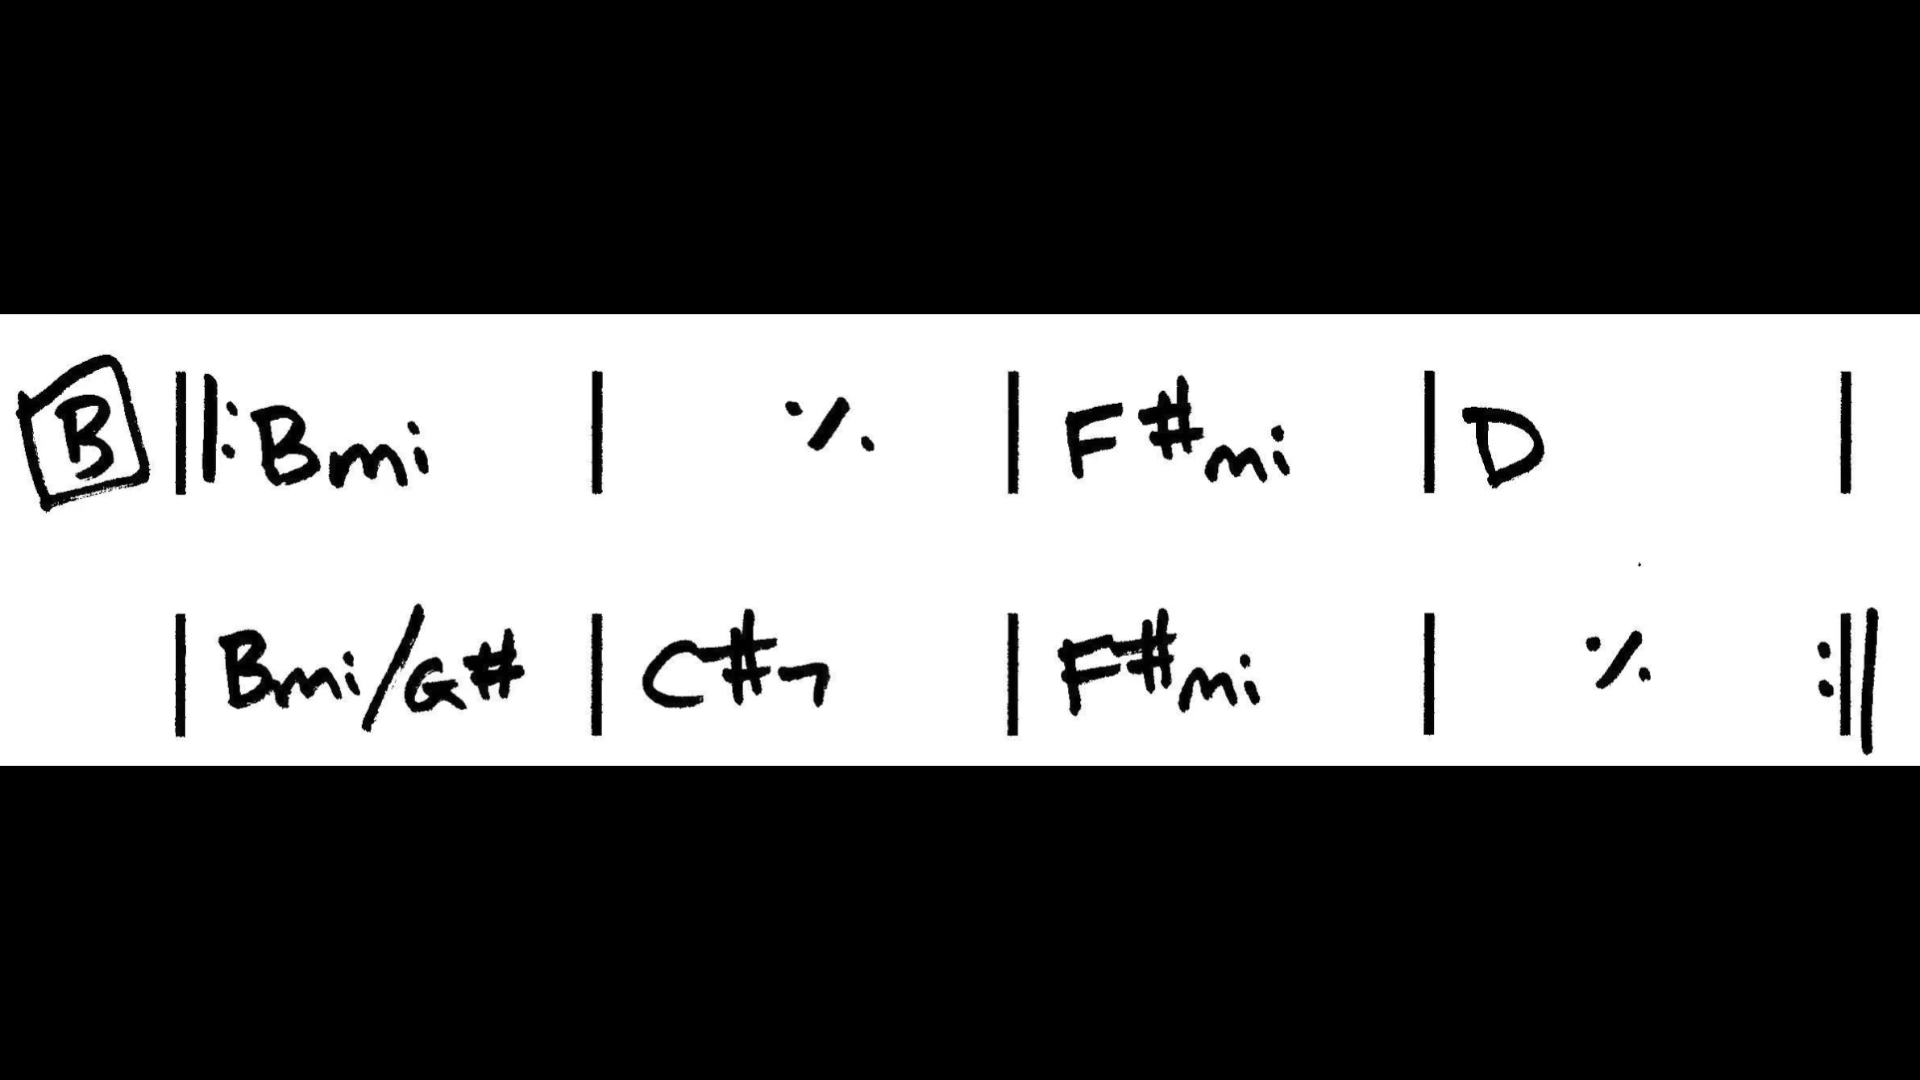 B ||: Bmi | % | F#mi | D |
| Bmi/G# | C#7 | F#mi | % :||